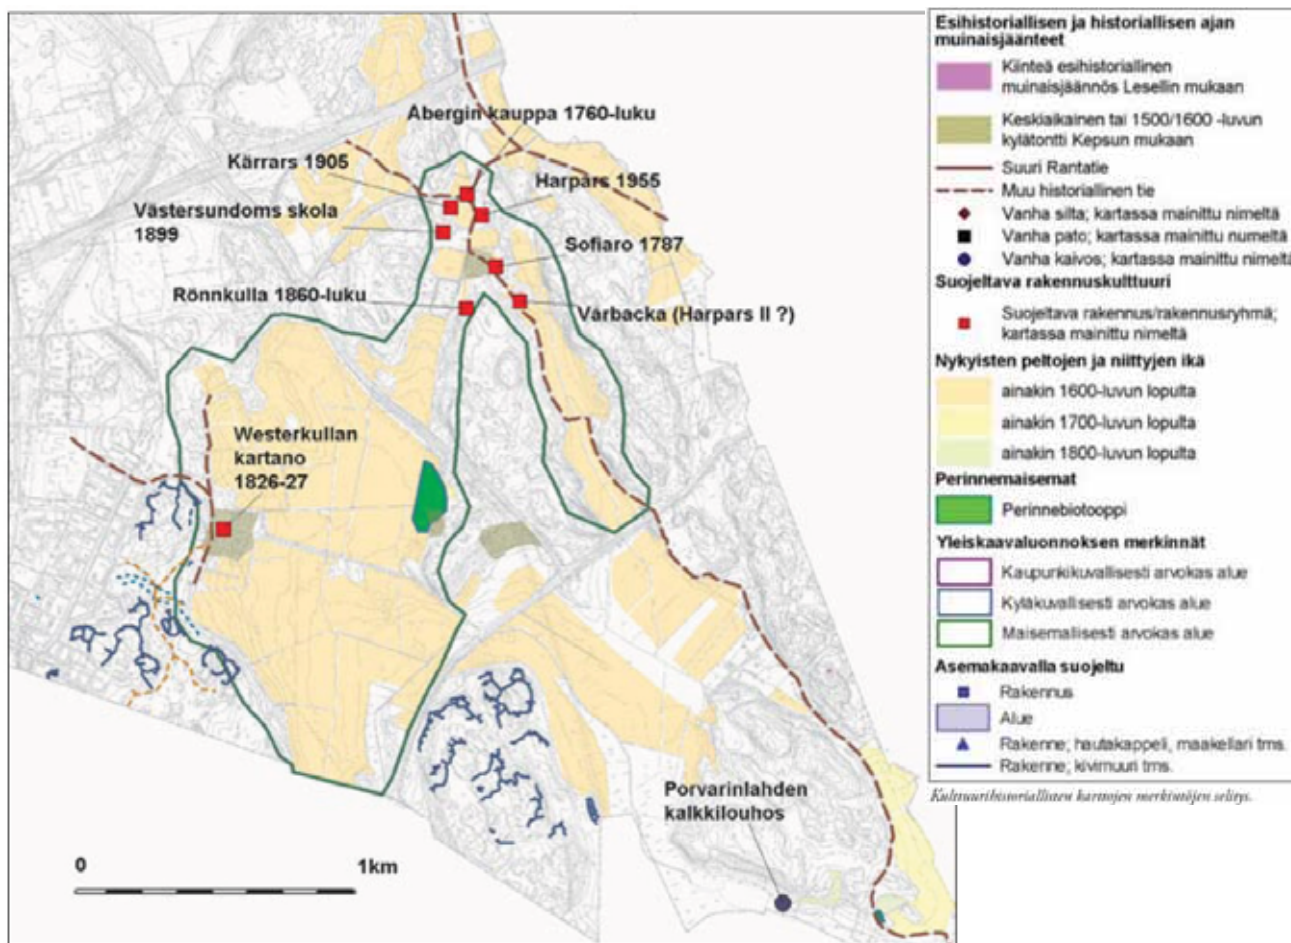 Åbergin kauppa 1760-luku
Kärrars 1905
Harpars 1955
Västersundoms skola
1899
Sofiaro 1787
Rönnkulla 1860-luku
Vårbacka (Harpars II ?)
Westerkullan
kartano
1826-27
Porvarinlahden
kalkkilouhos
0 1km
Esihistoriallisen ja historiallisen ajan
muinaisjäänteet
Kiinteä esihistoriallinen
muinaisjäännös Lesellin mukaan
Keskiaikainen tai 1500/1600 -luvun
kylätontti Kepsun mukaan
Suuri Rantatie
Muu historiallinen tie
Vanha silta; kartassa mainittu nimeltä
Vanha pato; kartassa mainittu numeltä
Vanha kaivos; kartassa mainittu nimeltä
Suojeltava rakennuskulttuuri
Suojeltava rakennus/rakennusryhmä;
kartassa mainittu nimeltä
Nykyisten peltojen ja niittyjen ikä
ainakin 1600-luvun lopulta
ainakin 1700-luvun lopulta
ainakin 1800-luvun lopulta
Perinnemaisemat
Perinnebiotooppi
Yleiskaavaluonnoksen merkinnät
Kaupunkikuvallisesti arvokas alue
Kyläkuvallisesti arvokas alue
Maisemallisesti arvokas alue
Asemakaavalla suojeltu
Rakennus
Alue
Rakenne; hautakappeli, maakellari tms.
Rakenne; kivimuuri tms.
Kulttuurihistoriallisten karttojen merkintöjen selitys.